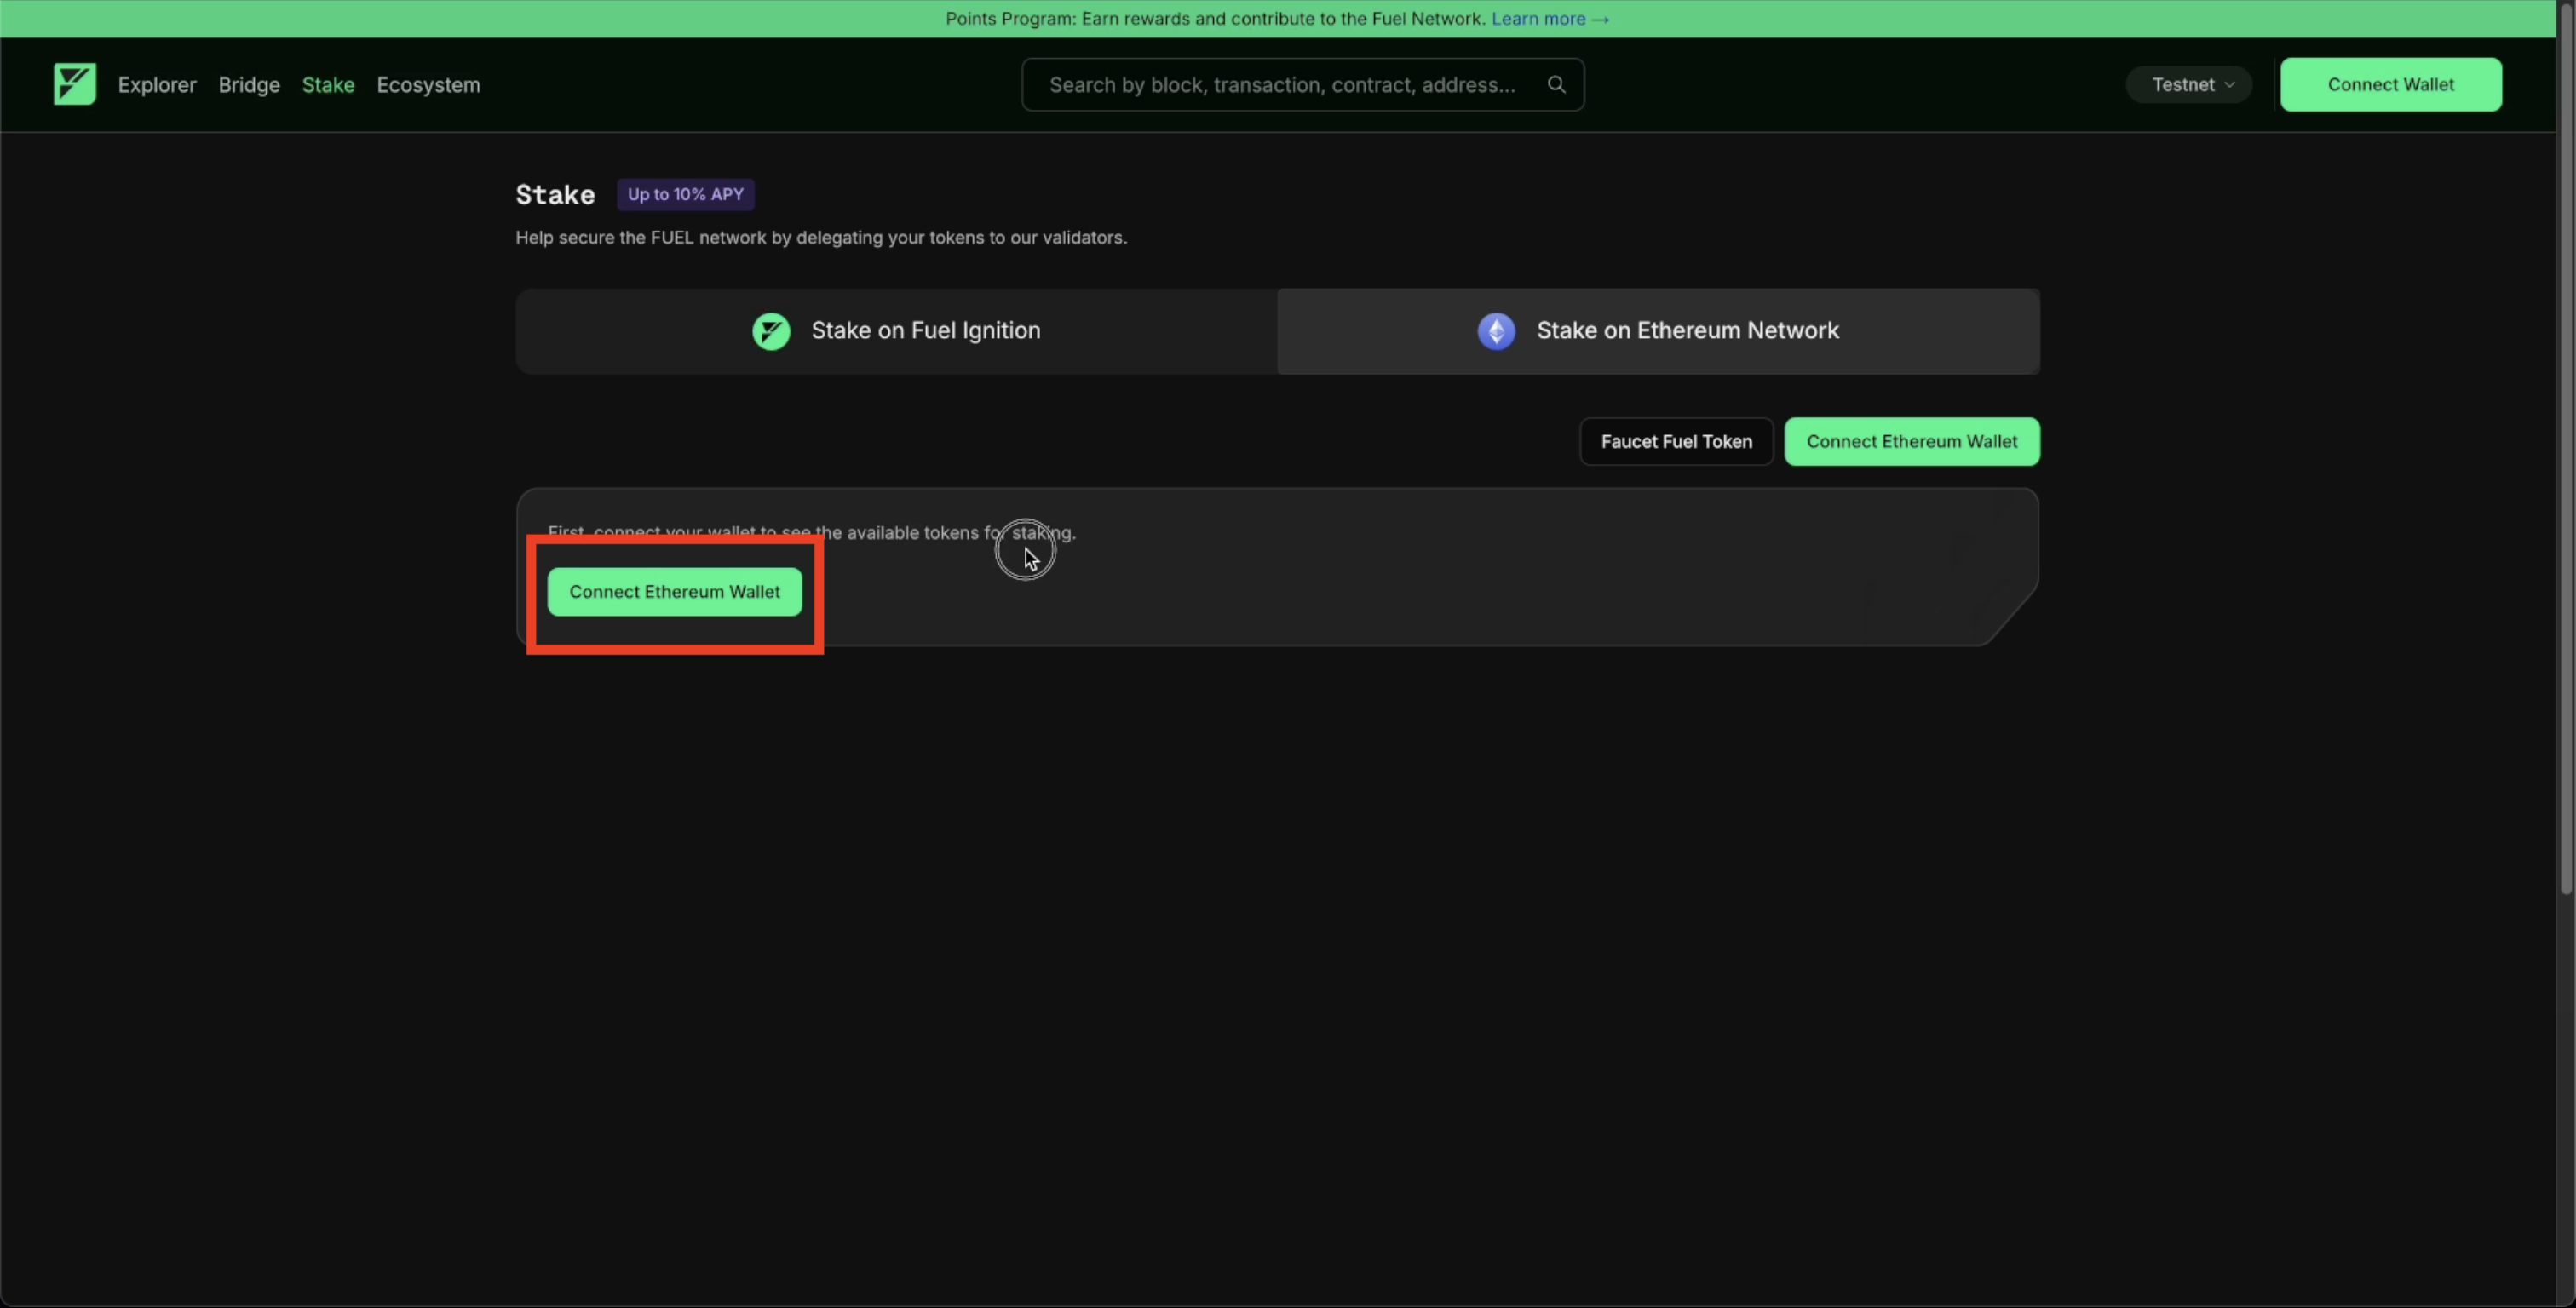 Points Program: Earn rewards and contribute to the Fuel Network. Learn more →
Explorer Bridge Stake Ecosystem Search by block, transaction, contract, address... Testnet Connect Wallet
Stake Up to 10% APY
Help secure the FUEL network by delegating your tokens to our validators.
Stake on Fuel Ignition Stake on Ethereum Network
Faucet Fuel Token Connect Ethereum Wallet
First, connect your wallet to see the available tokens for staking.
Connect Ethereum Wallet